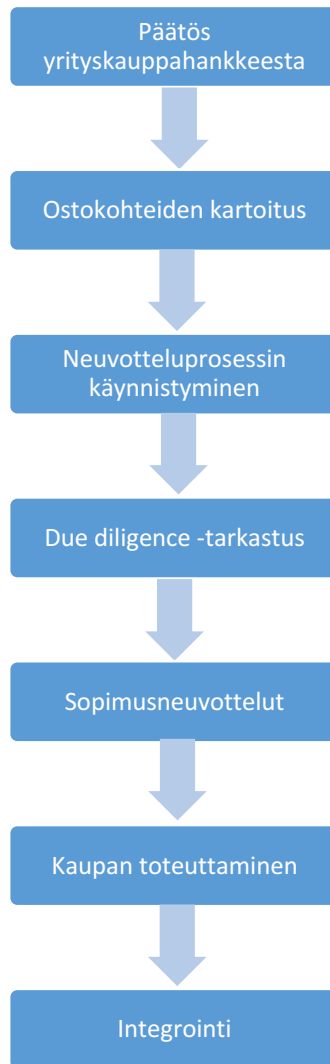 Päätös
yrityskauppahankkeesta
Ostokohteiden kartoitus
Neuvotteluprosessin
käynnistyminen
Due diligence -tarkastus
Sopimusneuvottelut
Kaupan toteuttaminen
Integrointi